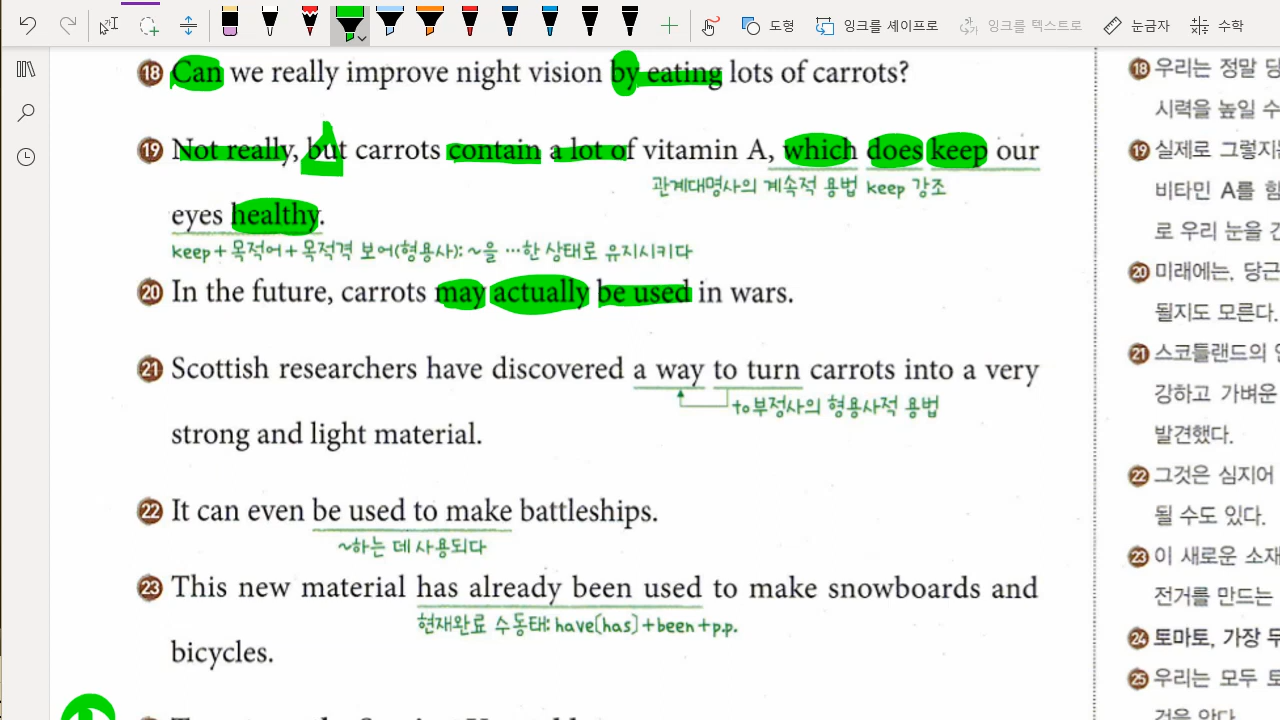 도형 잉크를 셰이프로 잉크를 텍스트로 눈금자 수학
18 Can we really improve night vision by eating lots of carrots?
19 Not really, but carrots contain a lot of vitamin A, which does keep our
관계대명사의 계속적 용법 keep 강조
eyes healthy.
keep+목적어+목적격 보어(형용사): ~을 …한 상태로 유지시키다
20 In the future, carrots may actually be used in wars.
21 Scottish researchers have discovered a way to turn carrots into a very
to부정사의 형용사적 용법
strong and light material.
22 It can even be used to make battleships.
~하는 데 사용되다
23 This new material has already been used to make snowboards and
현재완료 수동태: have(has)+been+p.p.
bicycles.
18 우리는 정말 당
시력을 높일 수
19 실제로 그렇지는
비타민 A를 함
로 우리 눈을 건
20 미래에는, 당근
될지도 모른다.
21 스코틀랜드의 연
강하고 가벼운
발견했다.
22 그것은 심지어
될 수도 있다.
23 이 새로운 소재
전거를 만드는
24 토마토, 가장 무
25 우리는 모두 토